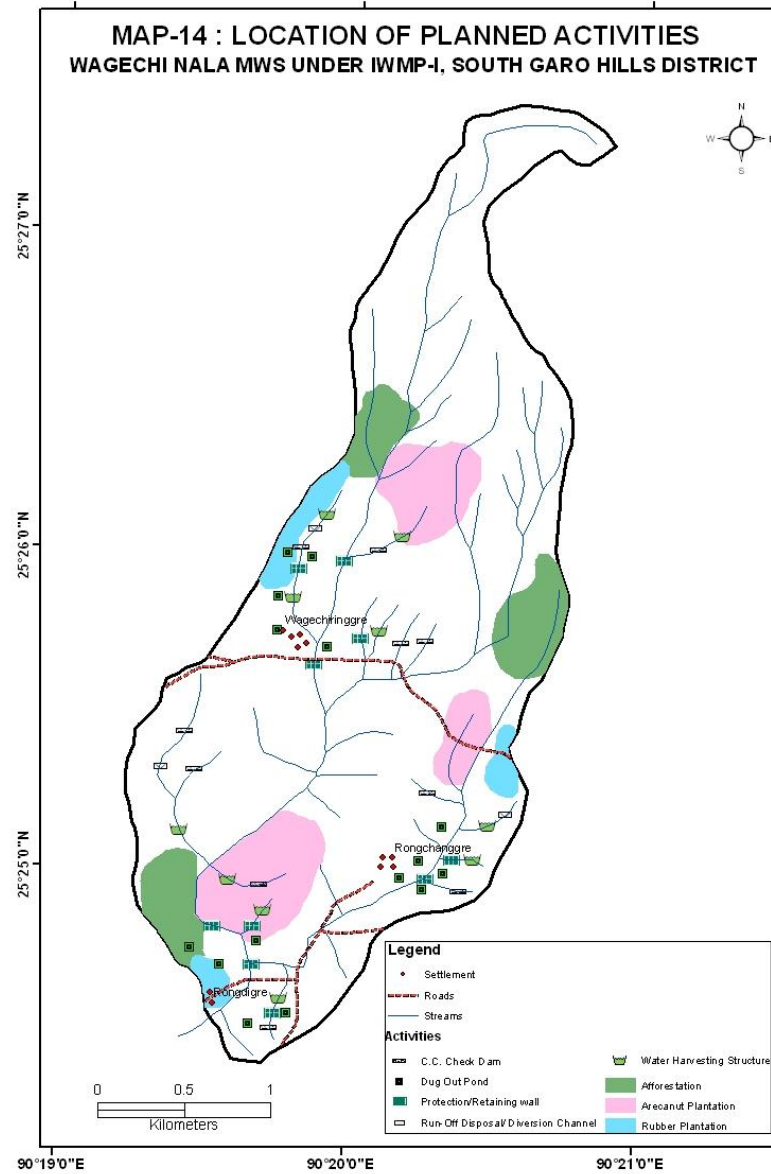 MAP-14 : LOCATION OF PLANNED ACTIVITIES
WAGECHI NALA MWS UNDER IWMP-I, SOUTH GARO HILLS DISTRICT
N
W
E
S
25°27'0"N
25°26'0"N
Wagechiringgre
25°25'0"N
Rongchanggre
Rongdigre
Legend
Settlement
Roads
Streams
Activities
C.C. Check Dam
Dug Out Pond
Protection/Retaining wall
Run-Off Disposal/Diversion Channel
Water Harvesting Structure
Afforestation
Arecanut Plantation
Rubber Plantation
0 0.5 1
Kilometers
90°19'0"E 90°20'0"E 90°21'0"E